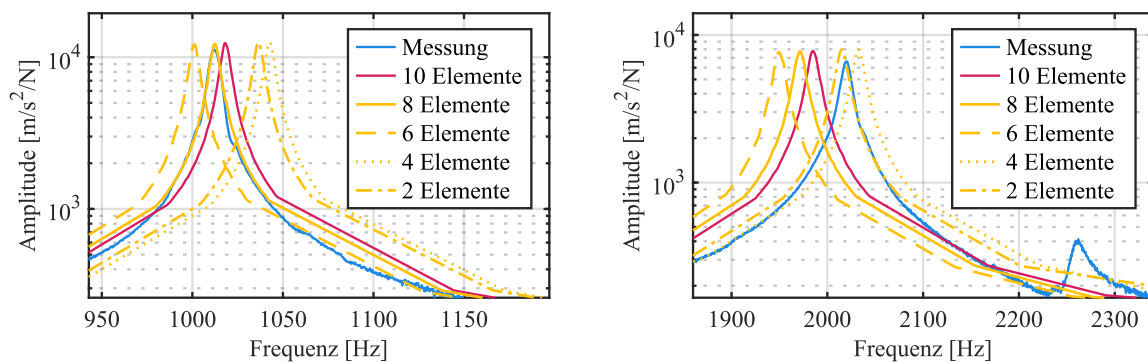 10^4
10^3
Amplitude [m/s^2/N]
950 1000 1050 1100 1150
Frequenz [Hz]
Messung
10 Elemente
8 Elemente
6 Elemente
4 Elemente
2 Elemente
10^4
10^3
Amplitude [m/s^2/N]
1900 2000 2100 2200 2300
Frequenz [Hz]
Messung
10 Elemente
8 Elemente
6 Elemente
4 Elemente
2 Elemente